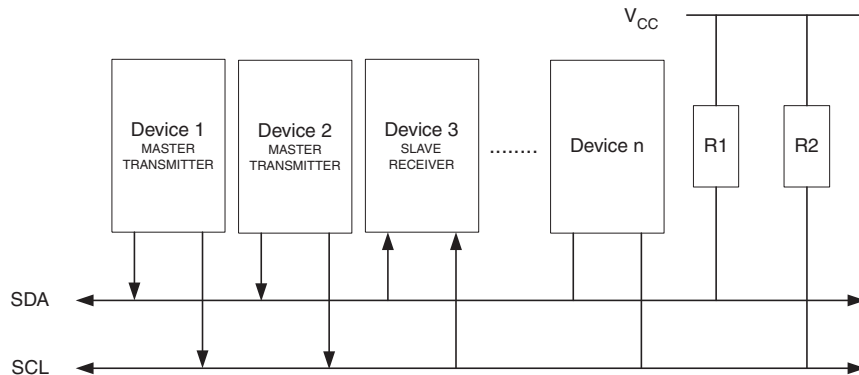 VCC
Device 1
MASTER
TRANSMITTER
Device 2
MASTER
TRANSMITTER
Device 3
SLAVE
RECEIVER
........
Device n
R1
R2
SDA
SCL